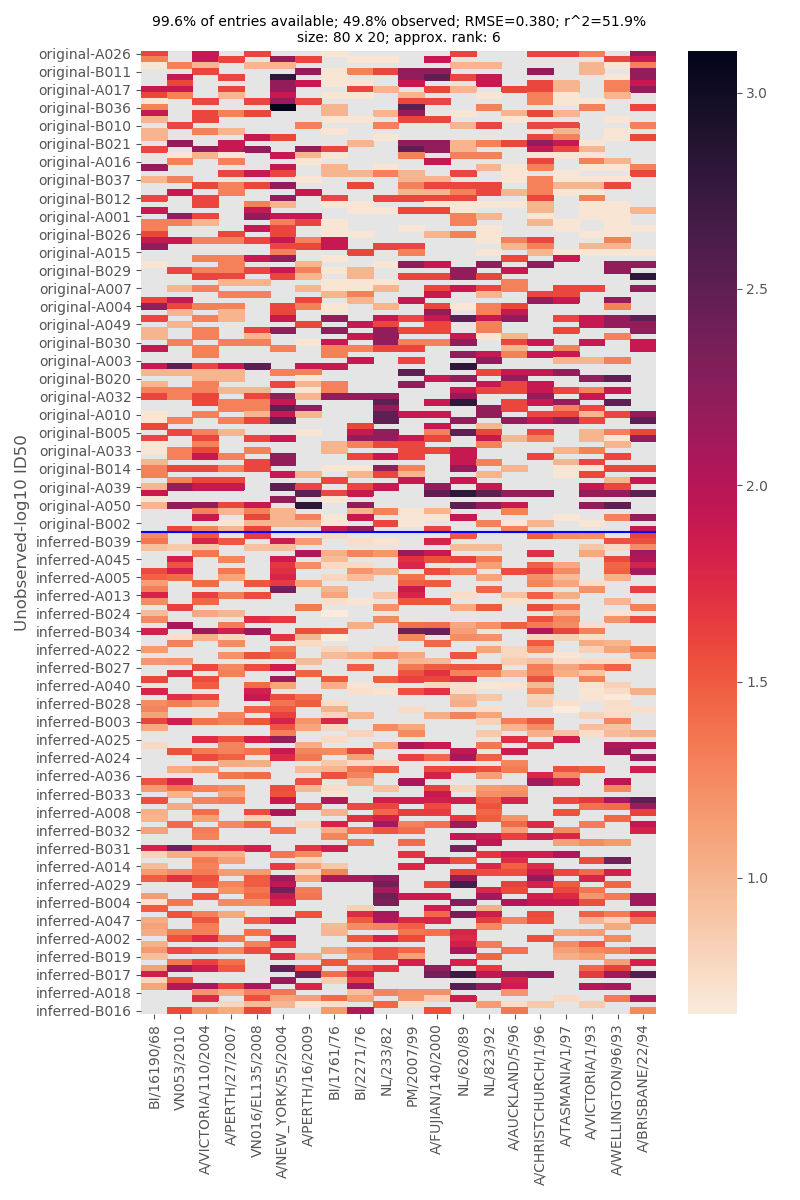 99.6% of entries available; 49.8% observed; RMSE=0.380; r^2=51.9%
size: 80 x 20; approx. rank: 6
Unobserved-log10 ID50
original-A026
original-B011
original-A017
original-B036
original-B010
original-B021
original-A016
original-B037
original-B012
original-A001
original-B026
original-A015
original-B029
original-A007
original-A004
original-A049
original-B030
original-A003
original-B020
original-A032
original-A010
original-B005
original-A033
original-B014
original-A039
original-A050
original-B002
inferred-B039
inferred-A045
inferred-A005
inferred-A013
inferred-B024
inferred-B034
inferred-A022
inferred-B027
inferred-A040
inferred-B028
inferred-B003
inferred-A025
inferred-A024
inferred-A036
inferred-B033
inferred-A008
inferred-B032
inferred-B031
inferred-A014
inferred-A029
inferred-B004
inferred-A047
inferred-A002
inferred-B019
inferred-B017
inferred-A018
inferred-B016
BI/16190/68
VN053/2010
A/VICTORIA/110/2004
A/PERTH/27/2007
VN016/EL135/2008
A/NEW_YORK/55/2004
A/PERTH/16/2009
BI/1761/76
BI/2271/76
NL/233/82
PM/2007/99
A/FUJIAN/140/2000
NL/620/89
NL/823/92
A/AUCKLAND/5/96
A/CHRISTCHURCH/1/96
A/TASMANIA/1/97
A/VICTORIA/1/93
A/WELLINGTON/96/93
A/BRISBANE/22/94
3.0
2.5
2.0
1.5
1.0